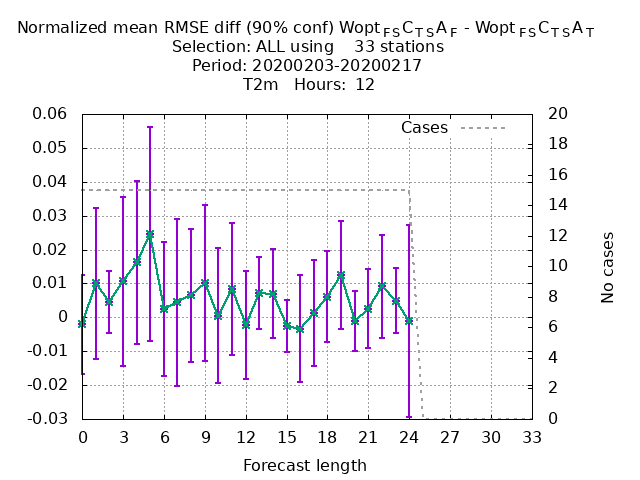 Normalized mean RMSE diff (90% conf) Wopt FS C TS A F - Wopt FS C TS A T
Selection: ALL using 33 stations
Period: 20200203-20200217
T2m Hours: 12
Cases
0.06
0.05
0.04
0.03
0.02
0.01
0
-0.01
-0.02
-0.03
20
18
16
14
12
10
8
6
4
2
0
No cases
0 3 6 9 12 15 18 21 24 27 30 33
Forecast length